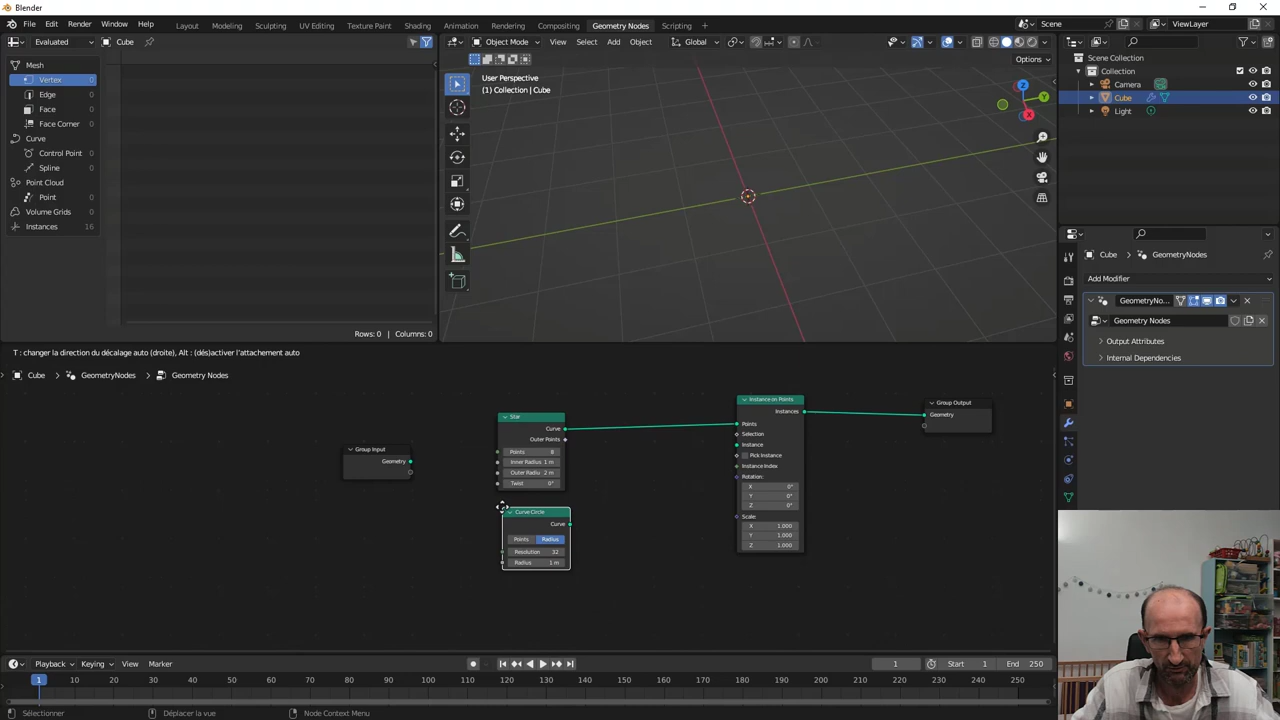 Blender
File Edit Render Window Help Layout Modeling Sculpting UV Editing Texture Paint Shading Animation Rendering Compositing Geometry Nodes Scripting + Scene ViewLayer
Evaluated Cube
Object Mode View Select Add Object Global
Options
Mesh
Vertex 0
Edge 0
Face 0
Face Corner 0
Curve
Control Point 0
Spline 0
Point Cloud
Point 0
Volume Grids 0
Instances 16
Rows: 0 | Columns: 0
User Perspective
(1) Collection | Cube
Z
Y
X
Scene Collection
Collection
Camera
Cube
Light
Cube GeometryNodes
Add Modifier
GeometryNo...
Geometry Nodes
Output Attributes
Internal Dependencies
T : changer la direction du décalage auto (droite), Alt : (dés)activer l'attachement auto
Cube GeometryNodes Geometry Nodes
Group Input
Geometry
Star
Curve
Outer Points
Points 8
Inner Radius 1 m
Outer Radiu 2 m
Twist 0°
Curve Circle
Curve
Points Radius
Resolution 32
Radius 1 m
Instance on Points
Instances
Points
Selection
Instance
Pick Instance
Instance Index
Rotation:
X 0°
Y 0°
Z 0°
Scale:
X 1.000
Y 1.000
Z 1.000
Group Output
Geometry
Playback Keying View Marker 1 Start 1 End 250
1 10 20 30 40 50 60 70 80 90 100 110 120 130 140 150 160 170 180 190 200 210 220 230 240 250
Sélectionner Déplacer la vue Node Context Menu